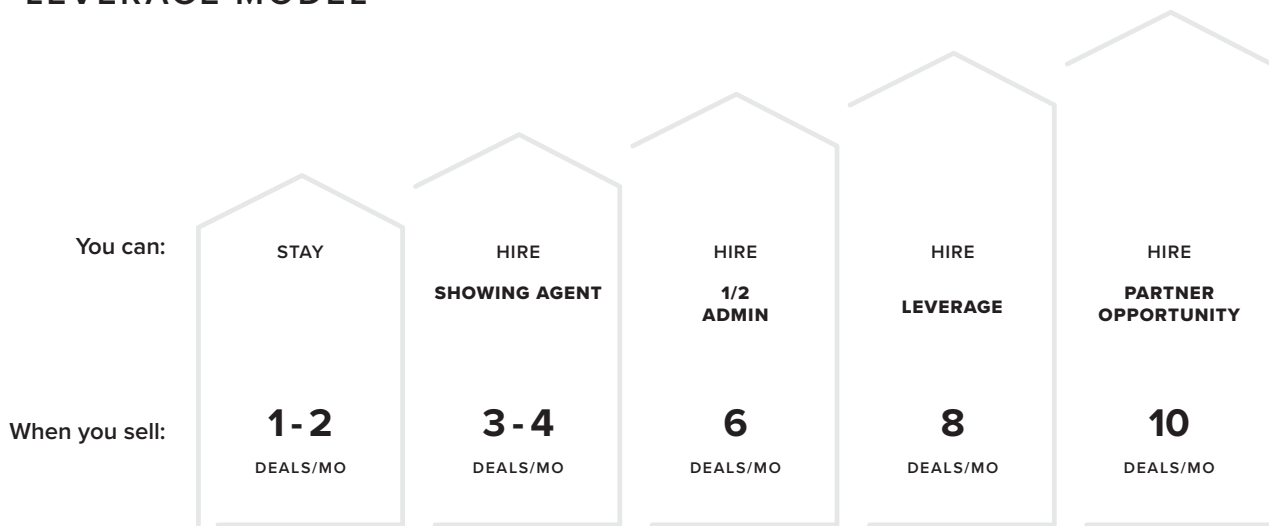 LEVERAGE MODEL
You can:
STAY
HIRE
SHOWING AGENT
HIRE
1/2
ADMIN
HIRE
LEVERAGE
HIRE
PARTNER
OPPORTUNITY
When you sell:
1 - 2
DEALS/MO
3 - 4
DEALS/MO
6
DEALS/MO
8
DEALS/MO
10
DEALS/MO